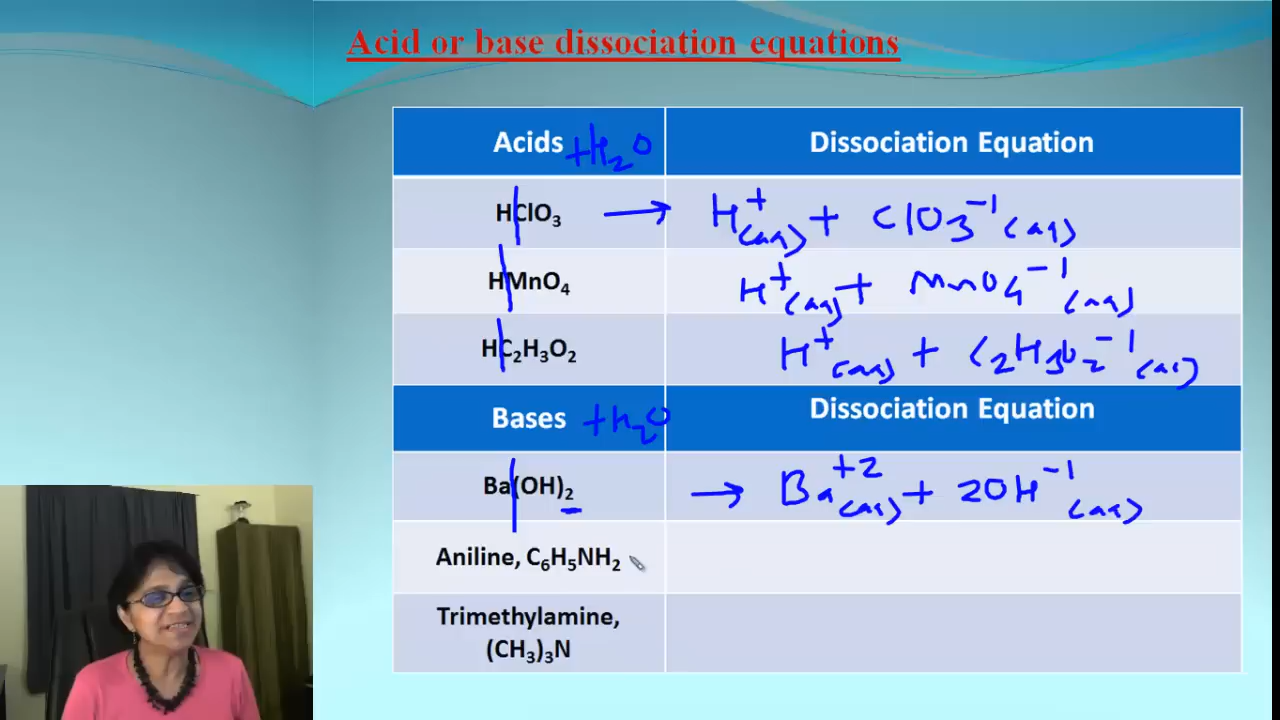 Acid or base dissociation equations
Acids +H₂O Dissociation Equation
HClO₃ → H⁺(aq) + ClO₃⁻¹(aq)
HMnO₄ H⁺(aq) + MnO₄⁻¹(aq)
HC₂H₃O₂ H⁺(aq) + C₂H₃O₂⁻¹(aq)
Bases +H₂O Dissociation Equation
Ba(OH)₂ → Ba⁺²(aq) + 2OH⁻¹(aq)
Aniline, C₆H₅NH₂
Trimethylamine,
(CH₃)₃N